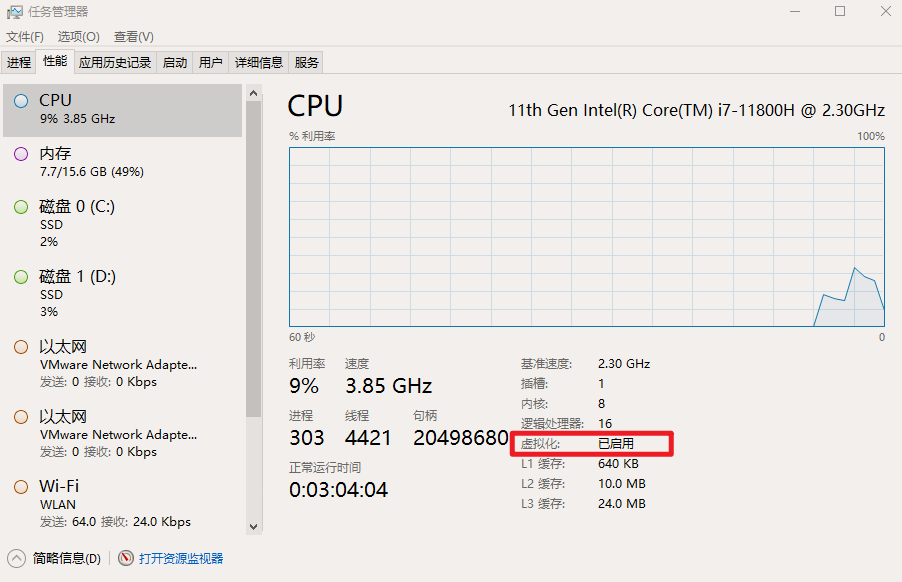 任务管理器
文件(F) 选项(O) 查看(V)
进程 性能 应用历史记录 启动 用户 详细信息 服务
CPU
9% 3.85 GHz
内存
7.7/15.6 GB (49%)
磁盘 0 (C:)
SSD
2%
磁盘 1 (D:)
SSD
3%
以太网
VMware Network Adapte...
发送: 0 接收: 0 Kbps
以太网
VMware Network Adapte...
发送: 0 接收: 0 Kbps
Wi-Fi
WLAN
发送: 64.0 接收: 24.0 Kbps
CPU
11th Gen Intel(R) Core(TM) i7-11800H @ 2.30GHz
% 利用率 100%
60 秒 0
利用率 速度
9% 3.85 GHz
进程 线程 句柄
303 4421 20498680
正常运行时间
0:03:04:04
基准速度: 2.30 GHz
插槽: 1
内核: 8
逻辑处理器: 16
虚拟化: 已启用
L1 缓存: 640 KB
L2 缓存: 10.0 MB
L3 缓存: 24.0 MB
简略信息(D) 打开资源监视器